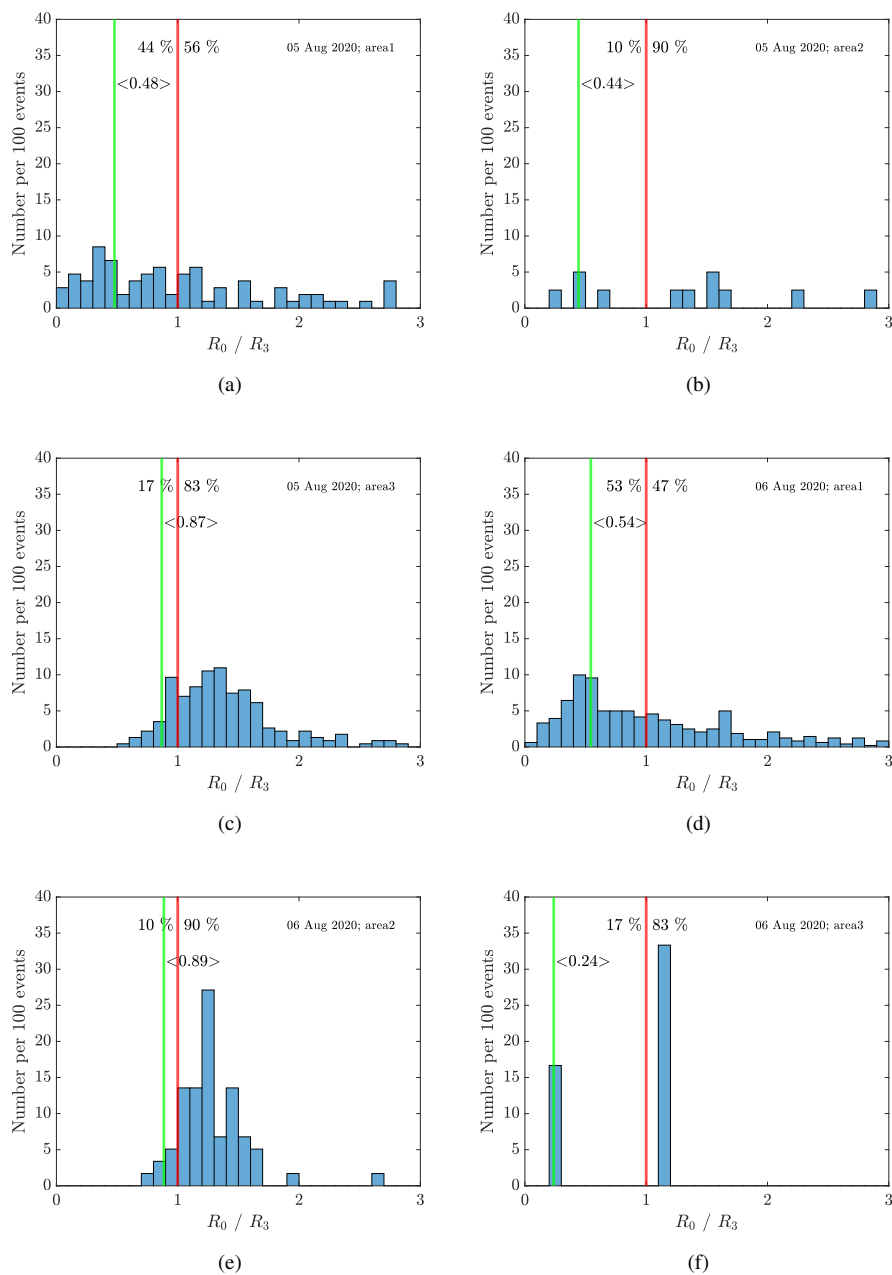 40
35
30
25
20
15
10
5
0
Number per 100 events
44 % 56 %
05 Aug 2020; area1
<0.48>
0 1 2 3
R₀ / R₃
(a)
40
35
30
25
20
15
10
5
0
Number per 100 events
10 % 90 %
05 Aug 2020; area2
<0.44>
0 1 2 3
R₀ / R₃
(b)
40
35
30
25
20
15
10
5
0
Number per 100 events
17 % 83 %
05 Aug 2020; area3
<0.87>
0 1 2 3
R₀ / R₃
(c)
40
35
30
25
20
15
10
5
0
Number per 100 events
53 % 47 %
06 Aug 2020; area1
<0.54>
0 1 2 3
R₀ / R₃
(d)
40
35
30
25
20
15
10
5
0
Number per 100 events
10 % 90 %
06 Aug 2020; area2
<0.89>
0 1 2 3
R₀ / R₃
(e)
40
35
30
25
20
15
10
5
0
Number per 100 events
17 % 83 %
06 Aug 2020; area3
<0.24>
0 1 2 3
R₀ / R₃
(f)